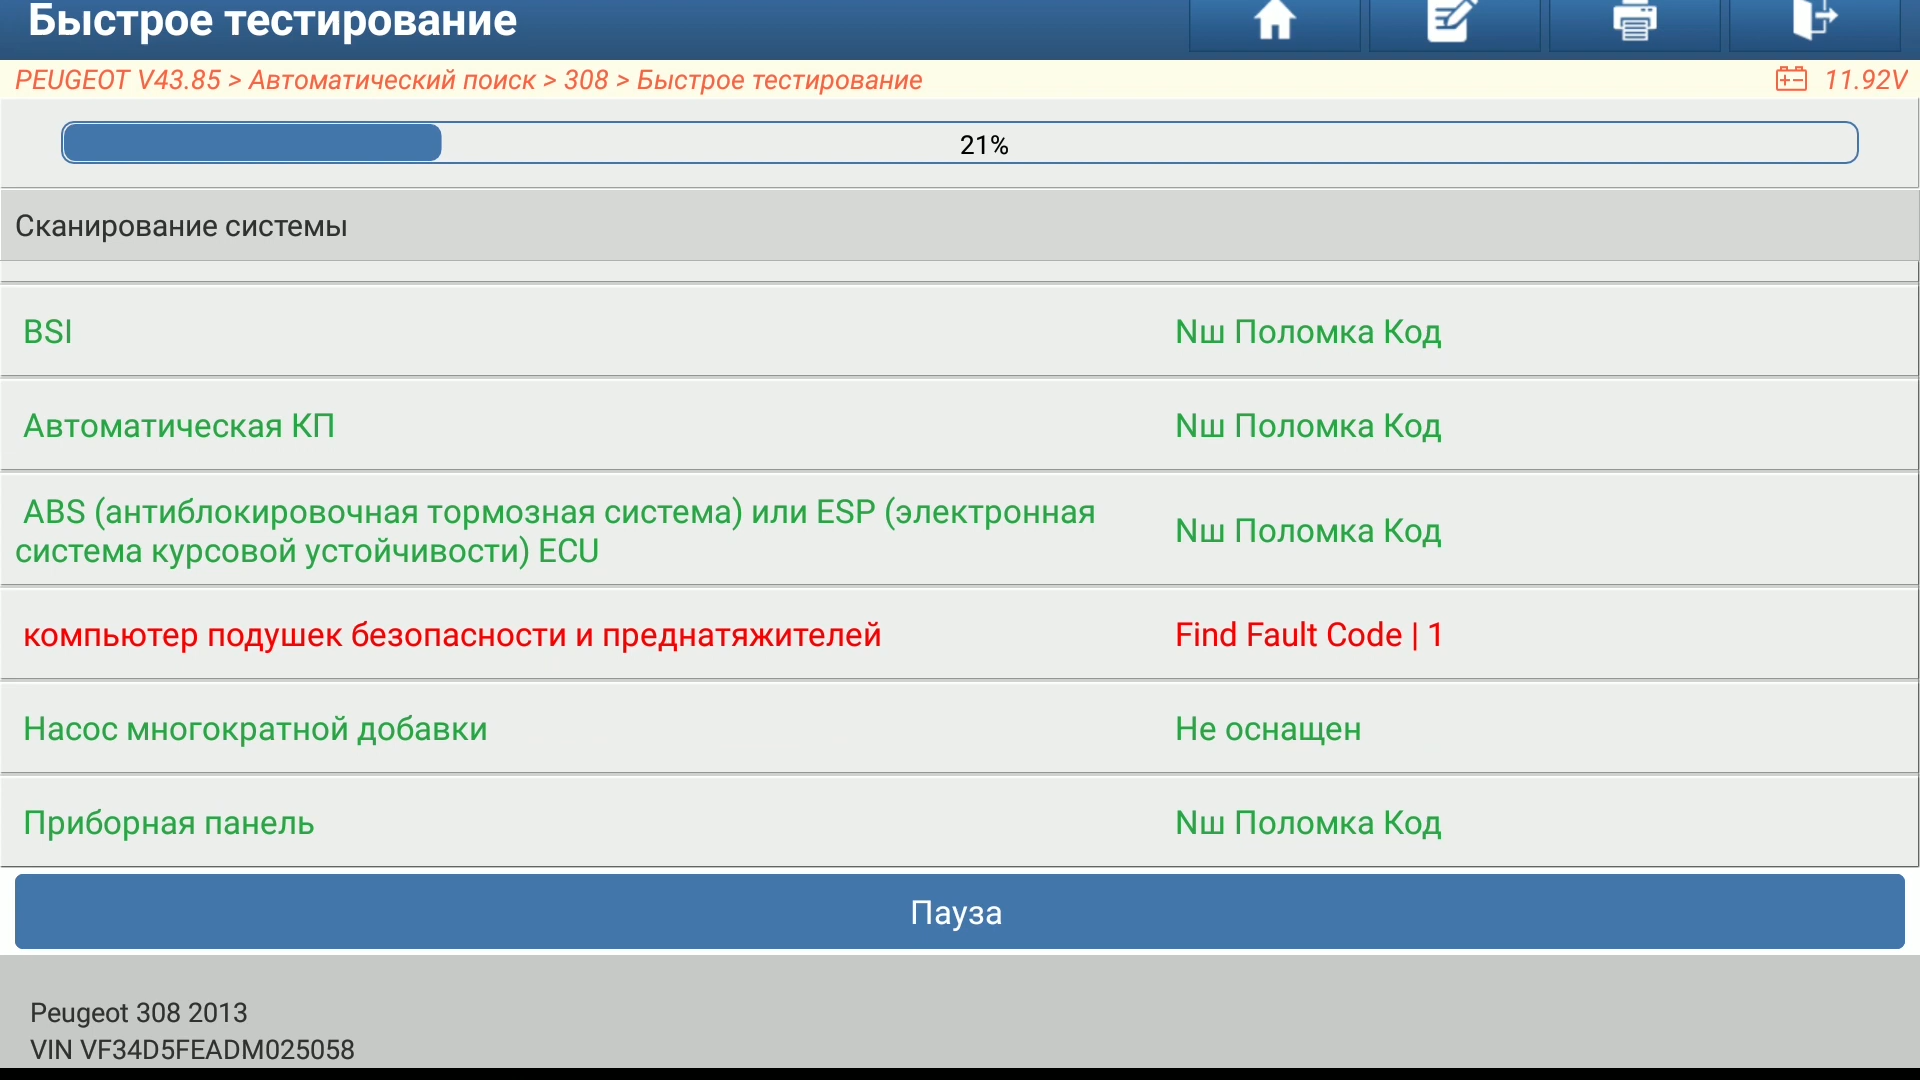 Быстрое тестирование
PEUGEOT V43.85 > Автоматический поиск > 308 > Быстрое тестирование
11.92V
21%
Сканирование системы
BSI
Nш Поломка Код
Автоматическая КП
Nш Поломка Код
ABS (антиблокировочная тормозная система) или ESP (электронная
система курсовой устойчивости) ECU
Nш Поломка Код
компьютер подушек безопасности и преднатяжителей
Find Fault Code | 1
Насос многократной добавки
Не оснащен
Приборная панель
Nш Поломка Код
Пауза
Peugeot 308 2013
VIN VF34D5FEADM025058